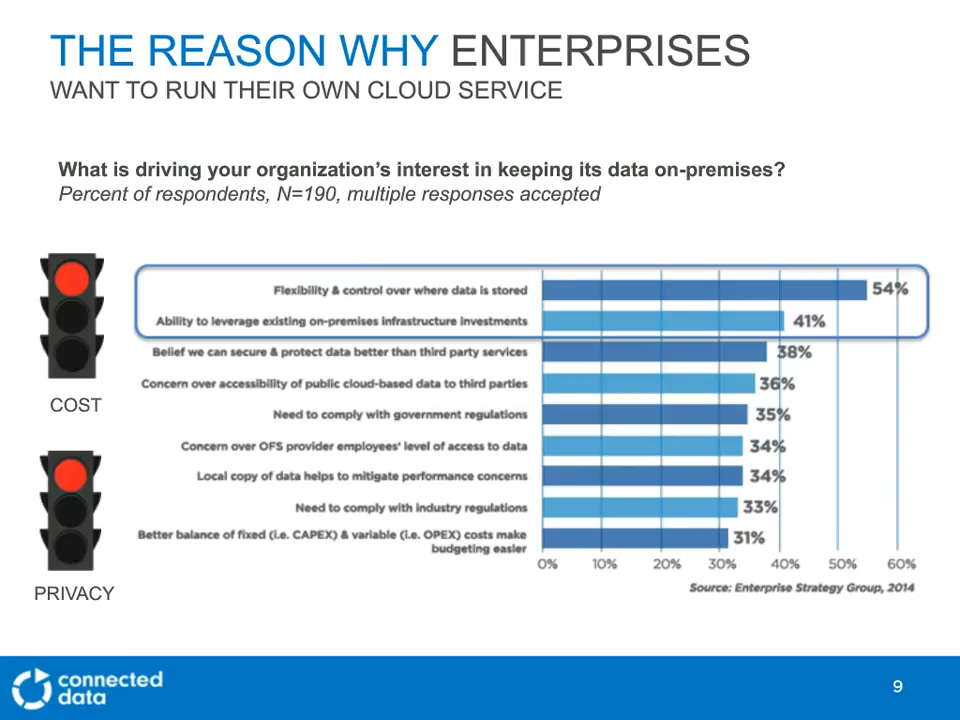 THE REASON WHY ENTERPRISES
WANT TO RUN THEIR OWN CLOUD SERVICE
What is driving your organization’s interest in keeping its data on-premises?
Percent of respondents, N=190, multiple responses accepted
Flexibility & control over where data is stored 54%
Ability to leverage existing on-premises infrastructure investments 41%
Belief we can secure & protect data better than third party services 38%
Concern over accessibility of public cloud-based data to third parties 36%
COST
Need to comply with government regulations 35%
Concern over OFS provider employees' level of access to data 34%
Local copy of data helps to mitigate performance concerns 34%
Need to comply with industry regulations 33%
Better balance of fixed (i.e. CAPEX) & variable (i.e. OPEX) costs make
budgeting easier 31%
0% 10% 20% 30% 40% 50% 60%
Source: Enterprise Strategy Group, 2014
PRIVACY
connected
data
9